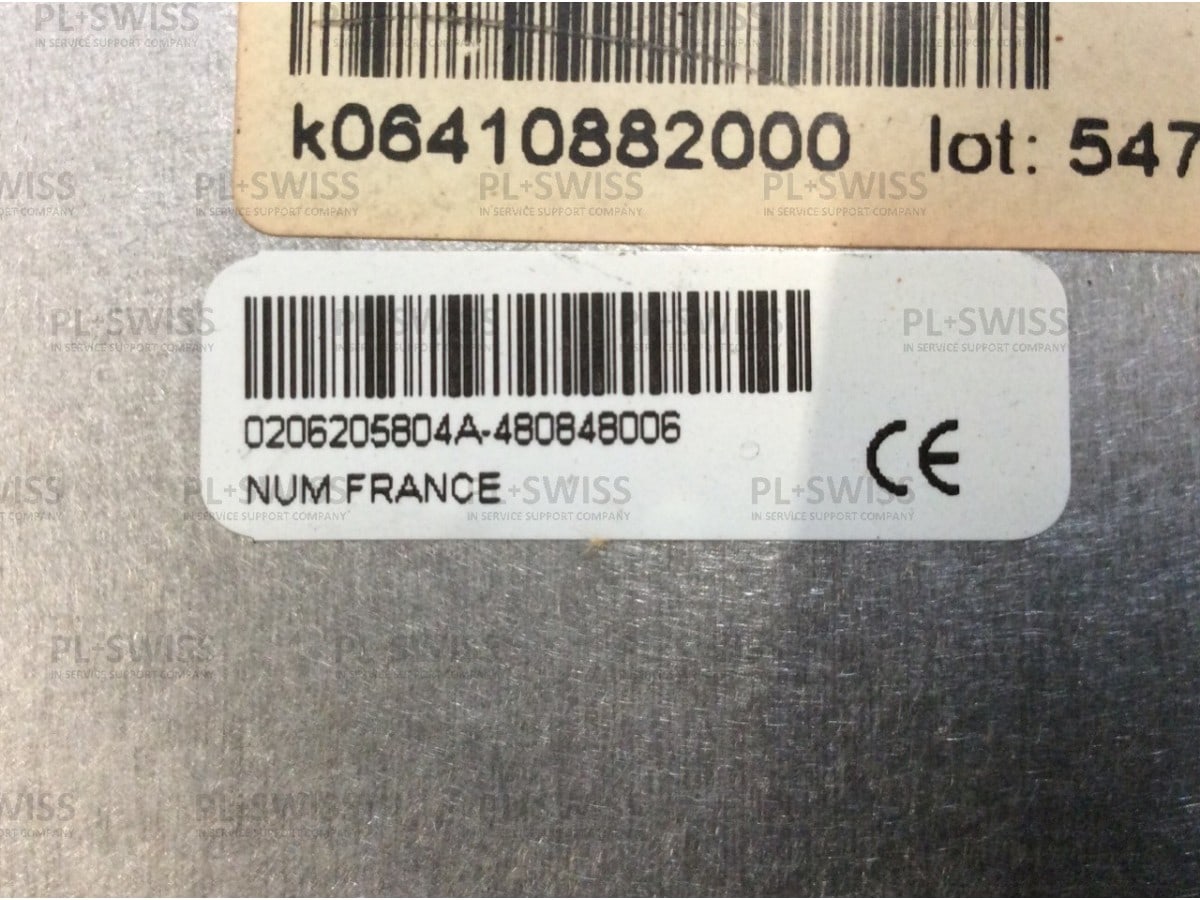 k06410882000 lot: 547
0206205804A-480848006
NUM FRANCE
CE
PL+SWISS
IN SERVICE SUPPORT COMPANY